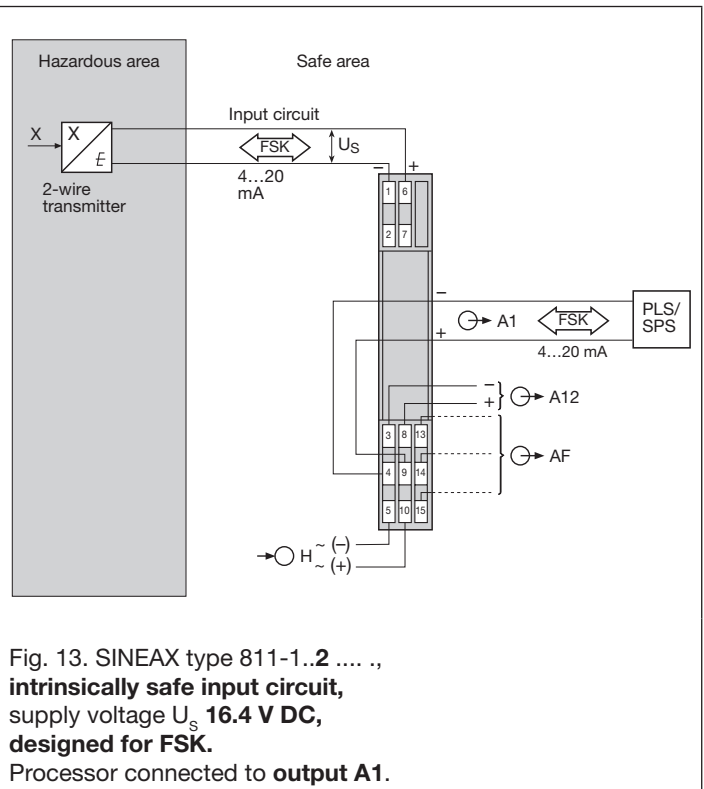 Hazardous area
Safe area
Input circuit
X
X
E
FSK
US
4...20
mA
2-wire
transmitter
– +
1 6
2 7
–
+
A1
FSK
4...20 mA
PLS/
SPS
–
+
A12
3 8 13
4 9 14
AF
5 10 15
H ~ (–)
~ (+)
Fig. 13. SINEAX type 811-1..2 .... .,
intrinsically safe input circuit,
supply voltage US 16.4 V DC,
designed for FSK.
Processor connected to output A1.